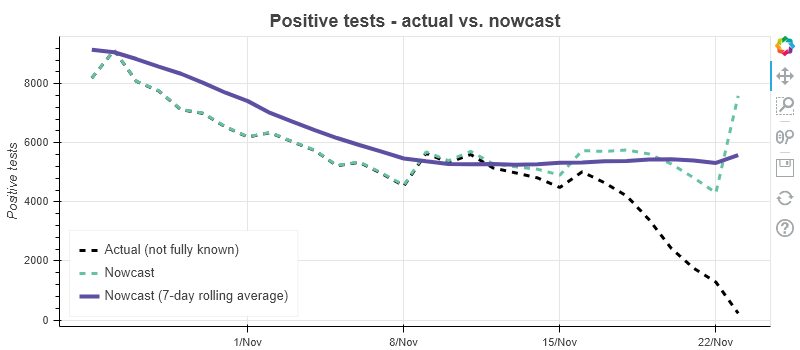 Positive tests - actual vs. nowcast
Positive tests
8000
6000
4000
2000
0
Actual (not fully known)
Nowcast
Nowcast (7-day rolling average)
1/Nov
8/Nov
15/Nov
22/Nov